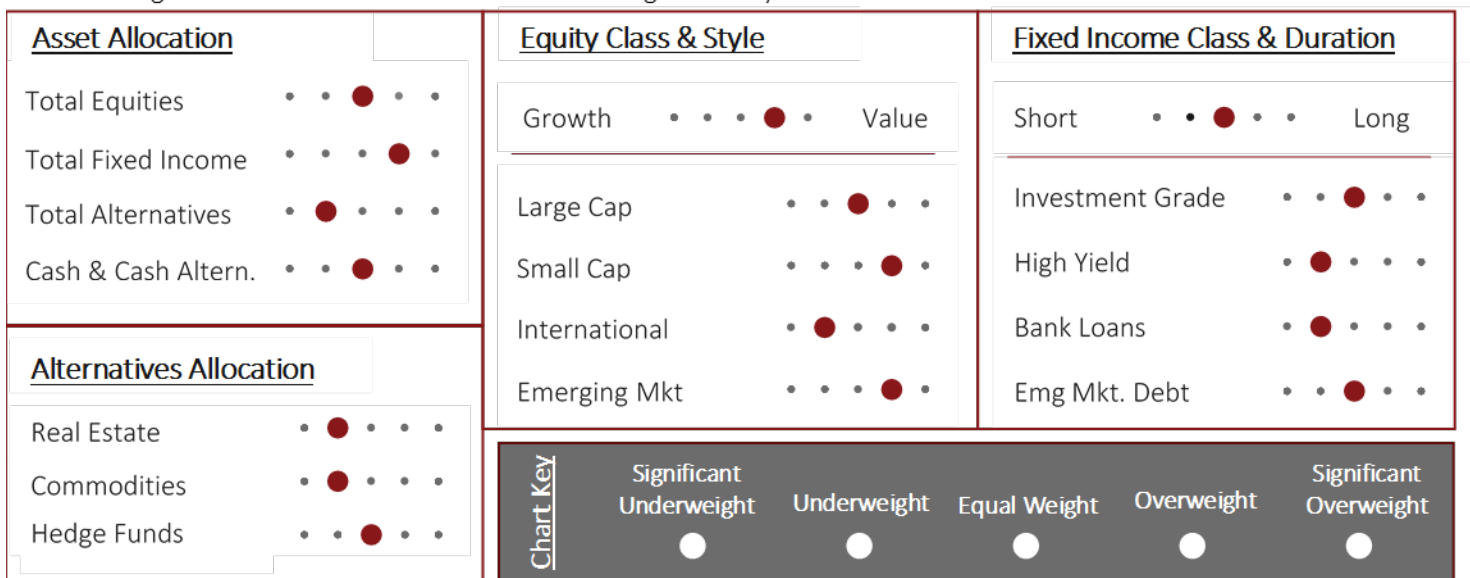 Asset Allocation
Total Equities
Total Fixed Income
Total Alternatives
Cash & Cash Altern.
Alternatives Allocation
Real Estate
Commodities
Hedge Funds
Equity Class & Style
Growth Value
Large Cap
Small Cap
International
Emerging Mkt
Fixed Income Class & Duration
Short Long
Investment Grade
High Yield
Bank Loans
Emg Mkt. Debt
Chart Key
Significant
Underweight
Underweight
Equal Weight
Overweight
Significant
Overweight